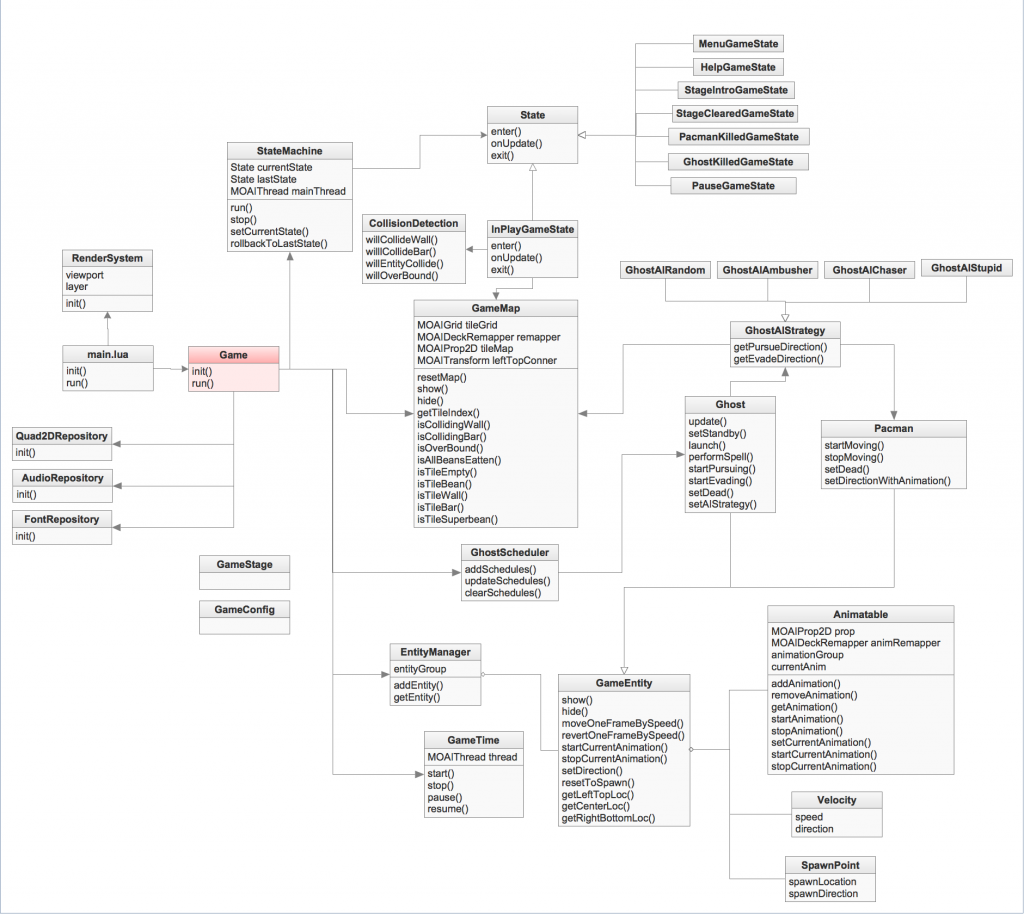 MenuGameState
HelpGameState
StageIntroGameState
StageClearedGameState
PacmanKilledGameState
GhostKilledGameState
PauseGameState
State
enter()
onUpdate()
exit()
StateMachine
State currentState
State lastState
MOAIThread mainThread
run()
stop()
setCurrentState()
rollbackToLastState()
CollisionDetection
willCollideWall()
willCollideBar()
willEntityCollide()
willOverBound()
InPlayGameState
enter()
onUpdate()
exit()
RenderSystem
viewport
layer
init()
GhostAIRandom
GhostAIAmbusher
GhostAIChaser
GhostAIStupid
GameMap
MOAIGrid tileGrid
MOAIDeckRemapper remapper
MOAIProp2D tileMap
MOAITransform leftTopConner
resetMap()
show()
hide()
getTileIndex()
isCollidingWall()
isCollidingBar()
isOverBound()
isAllBeansEatten()
isTileEmpty()
isTileBean()
isTileWall()
isTileBar()
isTileSuperbean()
GhostAIStrategy
getPursueDirection()
getEvadeDirection()
main.lua
init()
run()
Game
init()
run()
Ghost
update()
setStandby()
launch()
performSpell()
startPursuing()
startEvading()
setDead()
setAIStrategy()
Pacman
startMoving()
stopMoving()
setDead()
setDirectionWithAnimation()
Quad2DRepository
init()
AudioRepository
init()
FontRepository
init()
GameStage
GameConfig
GhostScheduler
addSchedules()
updateSchedules()
clearSchedules()
EntityManager
entityGroup
addEntity()
getEntity()
GameTime
MOAIThread thread
start()
stop()
pause()
resume()
GameEntity
show()
hide()
moveOneFrameBySpeed()
revertOneFrameBySpeed()
startCurrentAnimation()
stopCurrentAnimation()
setDirection()
resetToSpawn()
getLeftTopLoc()
getCenterLoc()
getRightBottomLoc()
Animatable
MOAIProp2D prop
MOAIDeckRemapper animRemapper
animationGroup
currentAnim
addAnimation()
removeAnimation()
getAnimation()
startAnimation()
stopAnimation()
setCurrentAnimation()
startCurrentAnimation()
stopCurrentAnimation()
Velocity
speed
direction
SpawnPoint
spawnLocation
spawnDirection